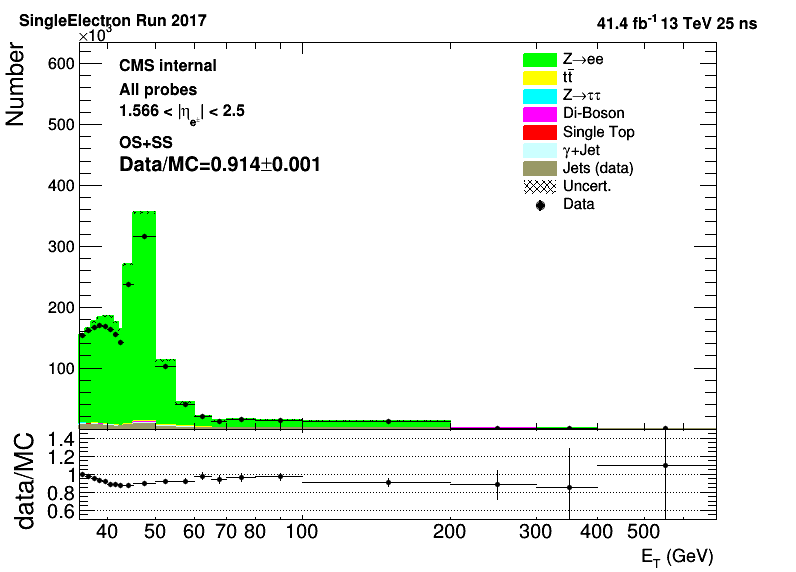 SingleElectron Run 2017
41.4 fb⁻¹ 13 TeV 25 ns
×10³
Number
600
500
400
300
200
100
CMS internal
All probes
1.566 < |η_e±| < 2.5
OS+SS
Data/MC=0.914±0.001
Z→ee
tt̄
Z→ττ
Di-Boson
Single Top
γ+Jet
Jets (data)
Uncert.
Data
data/MC
1.4
1.2
1
0.8
0.6
40 50 60 70 80 100 200 300 400 500
E_T (GeV)